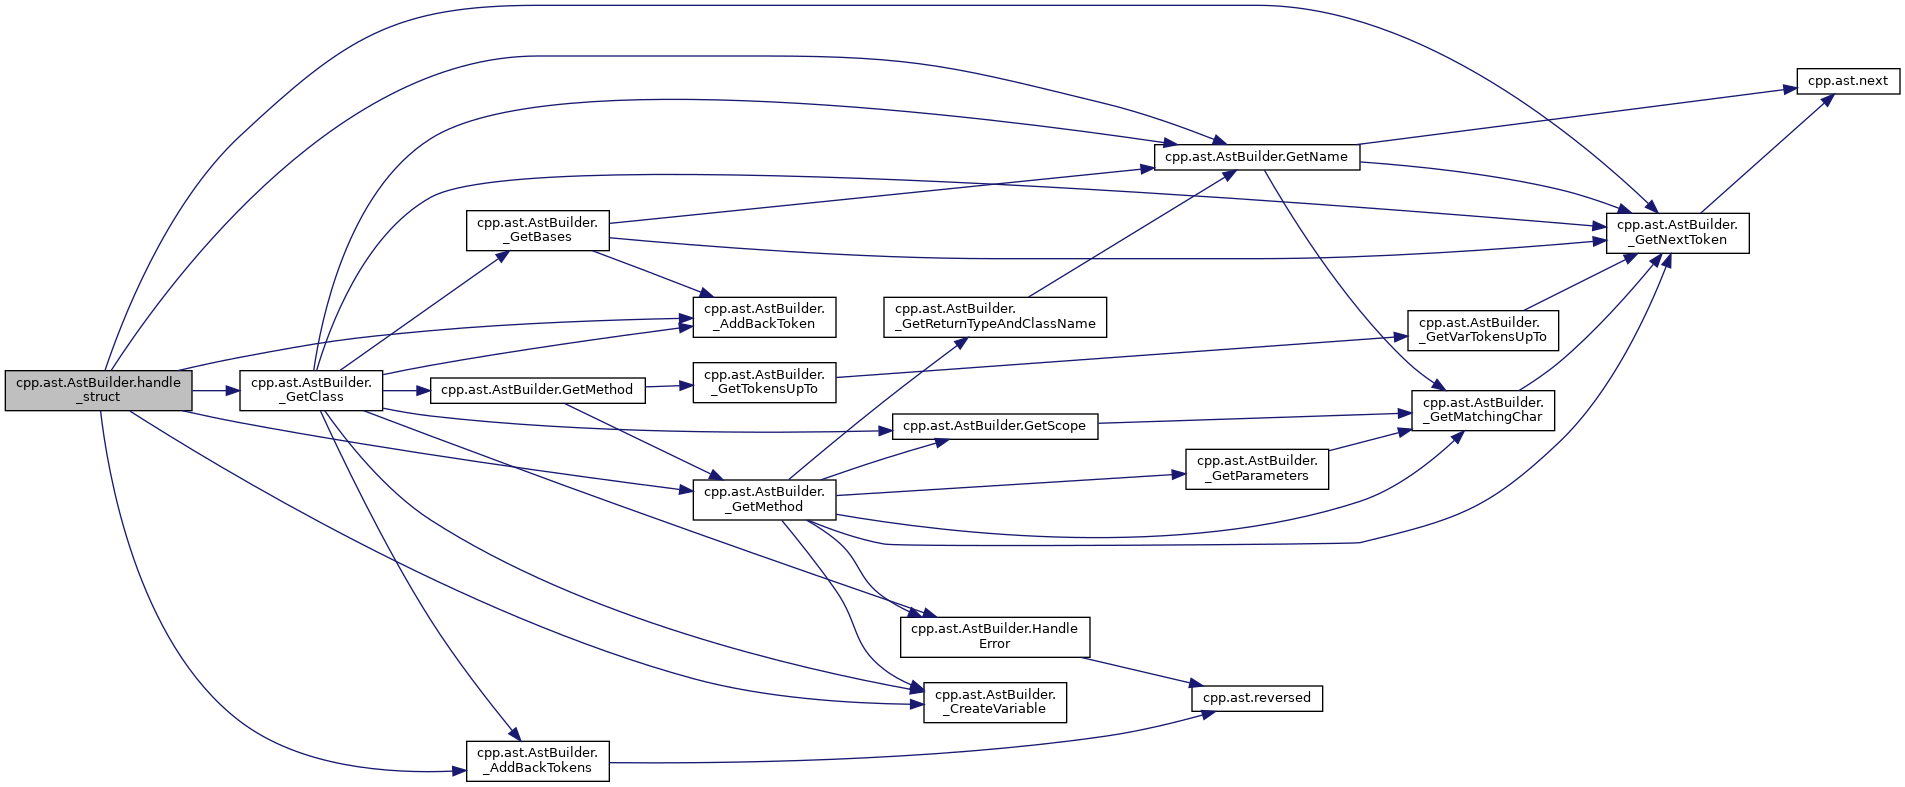 cpp.ast.AstBuilder.handle
_struct
cpp.ast.AstBuilder.
_GetClass
cpp.ast.AstBuilder.
_GetBases
cpp.ast.AstBuilder.GetMethod
cpp.ast.AstBuilder.
_AddBackTokens
cpp.ast.AstBuilder.
_AddBackToken
cpp.ast.AstBuilder.
_GetTokensUpTo
cpp.ast.AstBuilder.
_GetMethod
cpp.ast.AstBuilder.
_GetReturnTypeAndClassName
cpp.ast.AstBuilder.GetScope
cpp.ast.AstBuilder.Handle
Error
cpp.ast.AstBuilder.
_CreateVariable
cpp.ast.AstBuilder.GetName
cpp.ast.AstBuilder.
_GetParameters
cpp.ast.reversed
cpp.ast.AstBuilder.
_GetVarTokensUpTo
cpp.ast.AstBuilder.
_GetMatchingChar
cpp.ast.AstBuilder.
_GetNextToken
cpp.ast.next